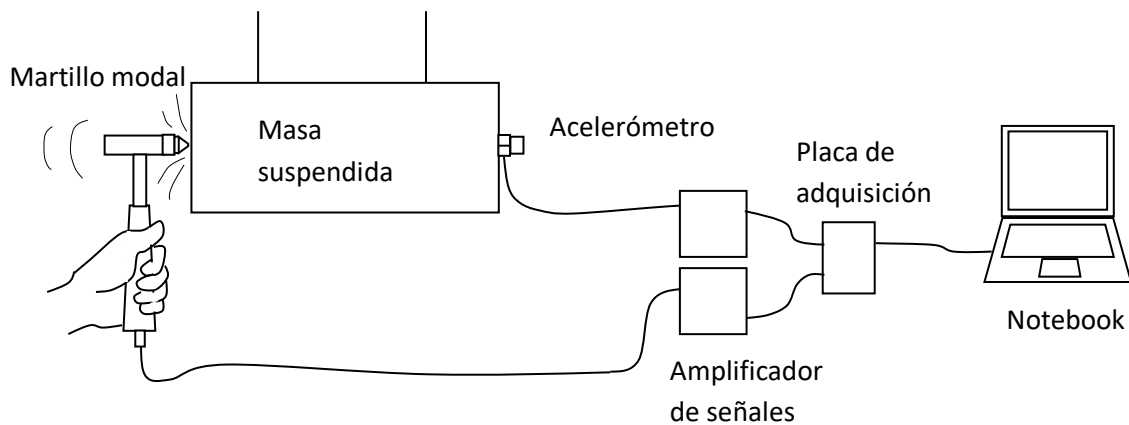 Martillo modal
Masa
suspendida
Acelerómetro
Placa de
adquisición
Notebook
Amplificador
de señales